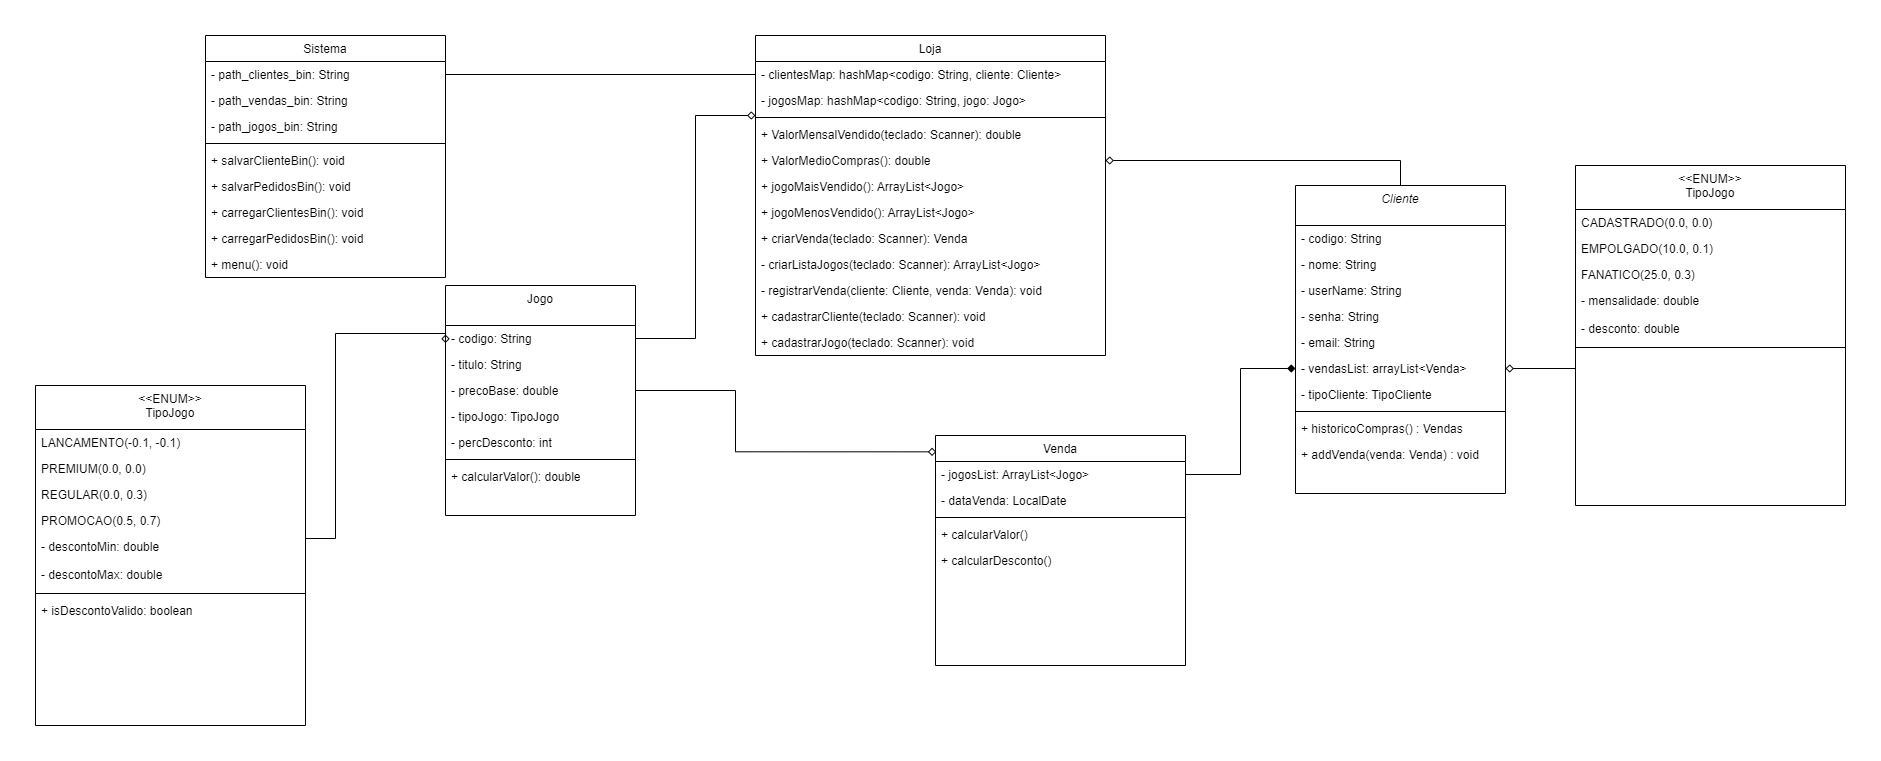 Sistema
- path_clientes_bin: String
- path_vendas_bin: String
- path_jogos_bin: String
+ salvarClienteBin(): void
+ salvarPedidosBin(): void
+ carregarClientesBin(): void
+ carregarPedidosBin(): void
+ menu(): void
Loja
- clientesMap: hashMap<codigo: String, cliente: Cliente>
- jogosMap: hashMap<codigo: String, jogo: Jogo>
+ ValorMensalVendido(teclado: Scanner): double
+ ValorMedioCompras(): double
+ jogoMaisVendido(): ArrayList<Jogo>
+ jogoMenosVendido(): ArrayList<Jogo>
+ criarVenda(teclado: Scanner): Venda
- criarListaJogos(teclado: Scanner): ArrayList<Jogo>
- registrarVenda(cliente: Cliente, venda: Venda): void
+ cadastrarCliente(teclado: Scanner): void
+ cadastrarJogo(teclado: Scanner): void
Cliente
- codigo: String
- nome: String
- userName: String
- senha: String
- email: String
- vendasList: arrayList<Venda>
- tipoCliente: TipoCliente
+ historicoCompras() : Vendas
+ addVenda(venda: Venda) : void
<<ENUM>>
TipoJogo
CADASTRADO(0.0, 0.0)
EMPOLGADO(10.0, 0.1)
FANATICO(25.0, 0.3)
- mensalidade: double
- desconto: double
Jogo
- codigo: String
- titulo: String
- precoBase: double
- tipoJogo: TipoJogo
- percDesconto: int
+ calcularValor(): double
<<ENUM>>
TipoJogo
LANCAMENTO(-0.1, -0.1)
PREMIUM(0.0, 0.0)
REGULAR(0.0, 0.3)
PROMOCAO(0.5, 0.7)
- descontoMin: double
- descontoMax: double
+ isDescontoValido: boolean
Venda
- jogosList: ArrayList<Jogo>
- dataVenda: LocalDate
+ calcularValor()
+ calcularDesconto()